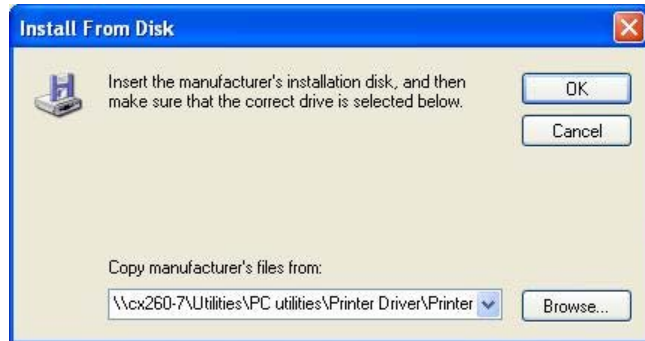 Install From Disk
Insert the manufacturer's installation disk, and then
make sure that the correct drive is selected below.
OK
Cancel
Copy manufacturer's files from:
\\cx260-7\Utilities\PC utilities\Printer Driver\Printer
Browse...